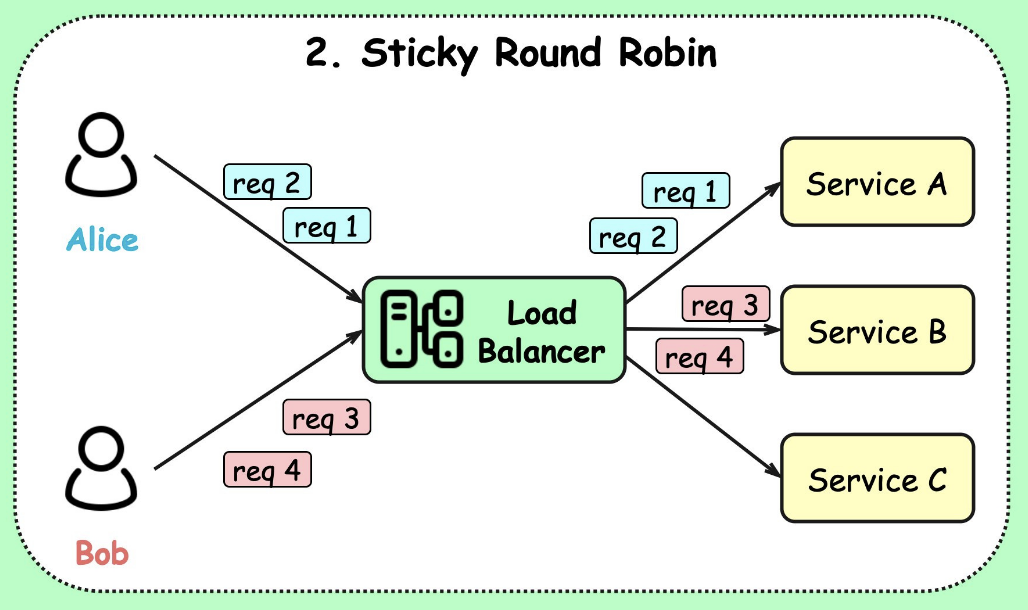 2. Sticky Round Robin
Alice
req 2
req 1
req 1
req 2
Service A
Load
Balancer
req 3
req 4
Service B
req 3
req 4
Service C
Bob